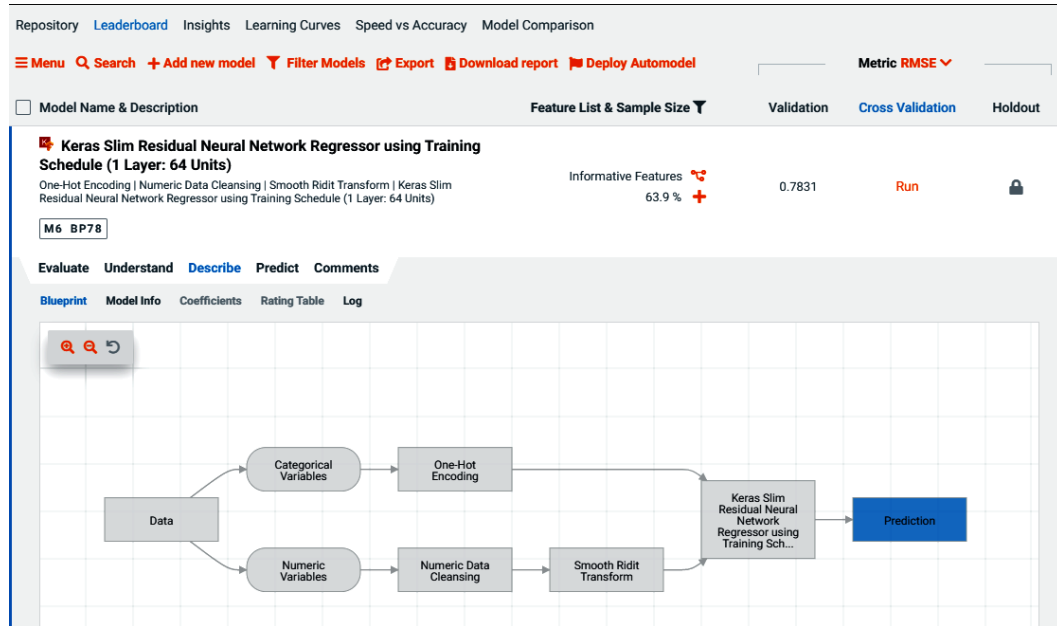 Repository Leaderboard Insights Learning Curves Speed vs Accuracy Model Comparison
Menu Search Add new model Filter Models Export Download report Deploy Automodel Metric RMSE
Model Name & Description Feature List & Sample Size Validation Cross Validation Holdout
Keras Slim Residual Neural Network Regressor using Training
Schedule (1 Layer: 64 Units)
One-Hot Encoding | Numeric Data Cleansing | Smooth Ridit Transform | Keras Slim
Residual Neural Network Regressor using Training Schedule (1 Layer: 64 Units)
Informative Features
63.9 %
0.7831
Run
M6 BP78
Evaluate Understand Describe Predict Comments
Blueprint Model Info Coefficients Rating Table Log
Data
Categorical
Variables
One-Hot
Encoding
Numeric
Variables
Numeric Data
Cleansing
Smooth Ridit
Transform
Keras Slim
Residual Neural
Network
Regressor using
Training Sch...
Prediction